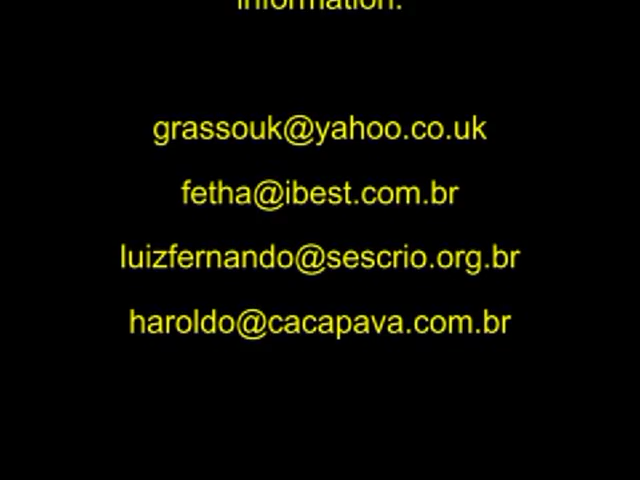 information.
grassouk@yahoo.co.uk
fetha@ibest.com.br
luizfernando@sescrio.org.br
haroldo@cacapava.com.br